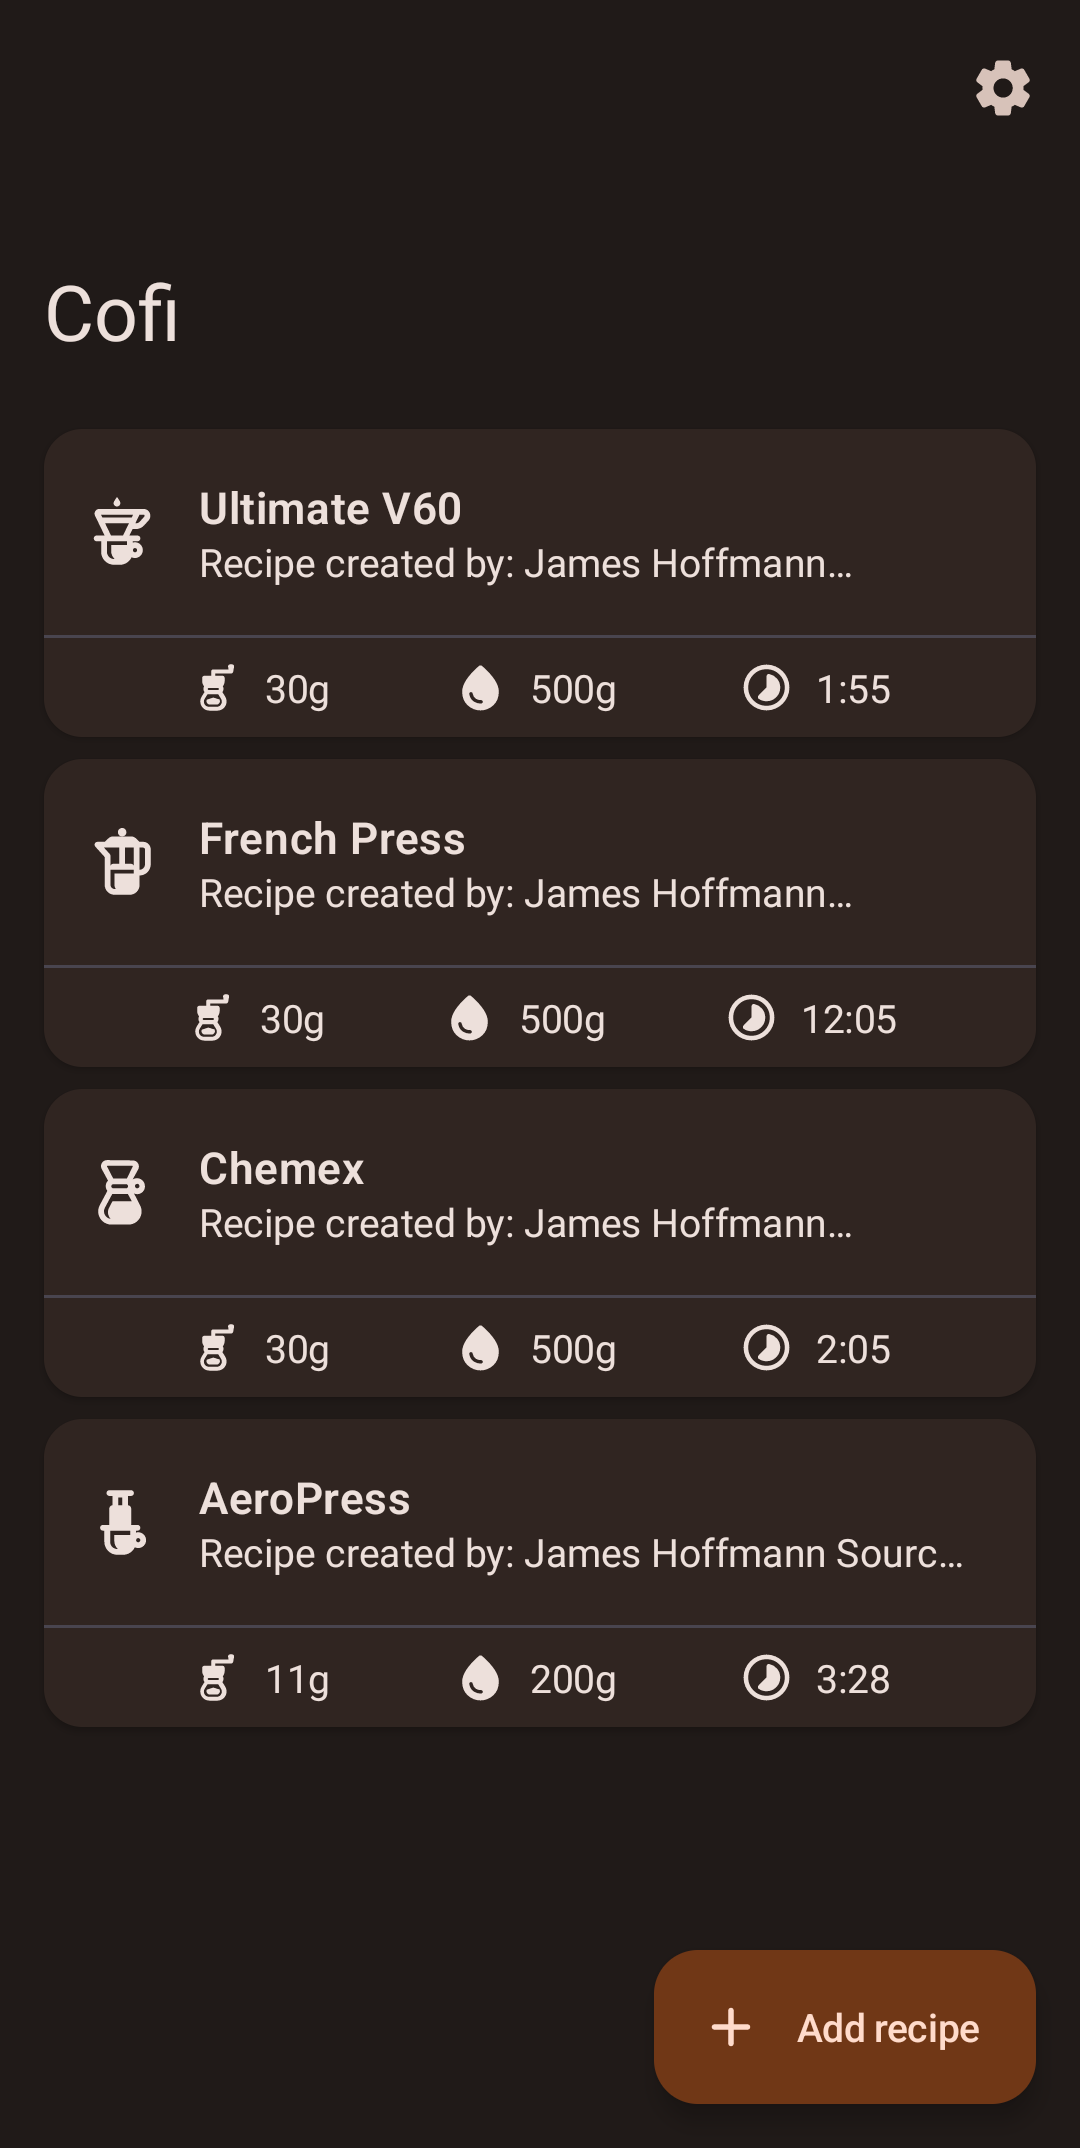 Cofi
Ultimate V60
Recipe created by: James Hoffmann...
30g 500g 1:55
French Press
Recipe created by: James Hoffmann...
30g 500g 12:05
Chemex
Recipe created by: James Hoffmann...
30g 500g 2:05
AeroPress
Recipe created by: James Hoffmann Sourc...
11g 200g 3:28
Add recipe